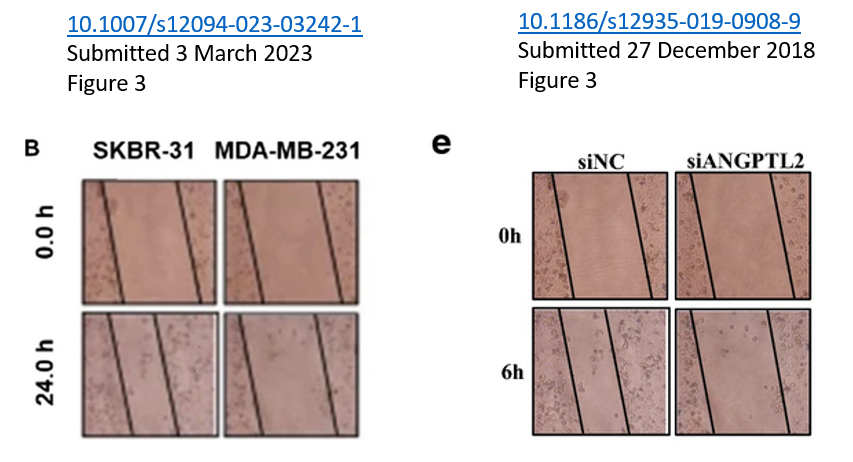 10.1007/s12094-023-03242-1
Submitted 3 March 2023
Figure 3
10.1186/s12935-019-0908-9
Submitted 27 December 2018
Figure 3
B
SKBR-31 MDA-MB-231
0.0 h
24.0 h
e
siNC siANGPTL2
0h
6h